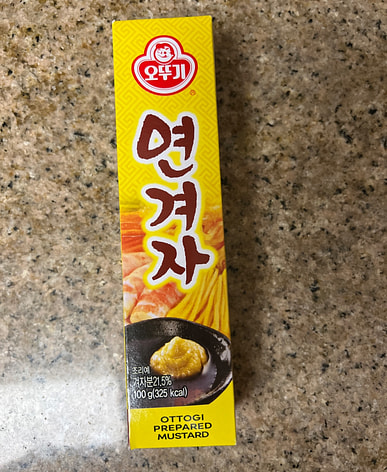 오뚜기
연겨자
조리예
겨자분21.5%
100 g(325 kcal)
OTTOGI
PREPARED
MUSTARD